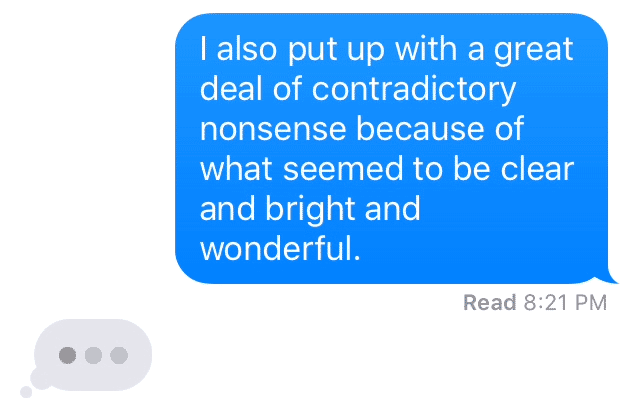 I also put up with a great
deal of contradictory
nonsense because of
what seemed to be clear
and bright and
wonderful.
Read 8:21 PM